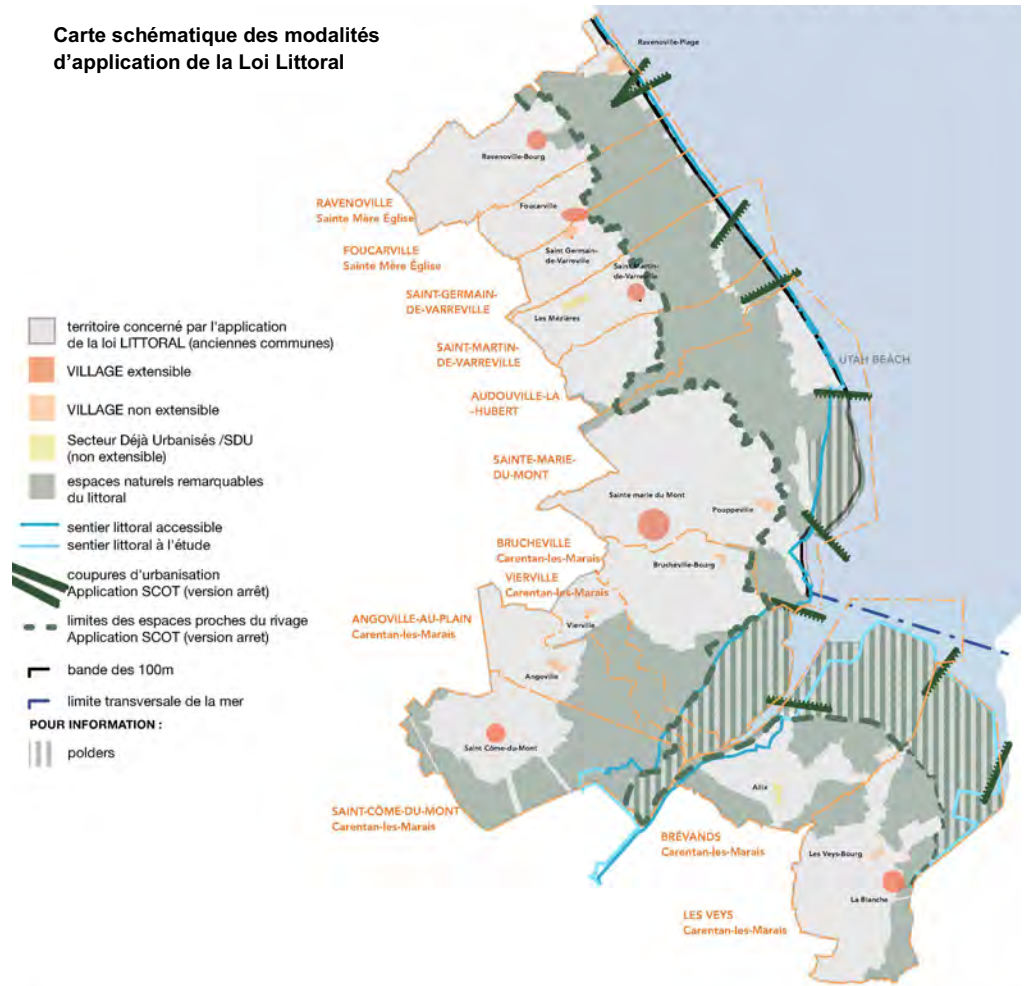 Carte schématique des modalités
d'application de la Loi Littoral
Ravenoville-Plage
Ravenoville-Bourg
RAVENOVILLE
Sainte Mère Église
Foucarville
FOUCARVILLE
Sainte Mère Église
Saint Germain-
de-Varreville
Saint-Martin
de-Varreville
SAINT-GERMAIN-
DE-VARREVILLE
Les Mézières
SAINT-MARTIN-
DE-VARREVILLE
UTAH BEACH
AUDOUVILLE-LA
-HUBERT
SAINTE-MARIE-
DU-MONT
Sainte marie du Mont
Pouppeville
BRUCHEVILLE
Carentan-les-Marais
Brucheville-Bourg
VIERVILLE
Carentan-les-Marais
ANGOVILLE-AU-PLAIN
Carentan-les-Marais
Vierville
Angoville
Saint Côme-du-Mont
SAINT-CÔME-DU-MONT
Carentan-les-Marais
Allix
BRÉVANDS
Carentan-les-Marais
Les Veys-Bourg
La Blanche
LES VEYS
Carentan-les-Marais
territoire concerné par l'application
de la loi LITTORAL (anciennes communes)
VILLAGE extensible
VILLAGE non extensible
Secteur Déjà Urbanisés /SDU
(non extensible)
espaces naturels remarquables
du littoral
sentier littoral accessible
sentier littoral à l'étude
coupures d'urbanisation
Application SCOT (version arrêt)
limites des espaces proches du rivage
Application SCOT (version arret)
bande des 100m
limite transversale de la mer
POUR INFORMATION :
polders